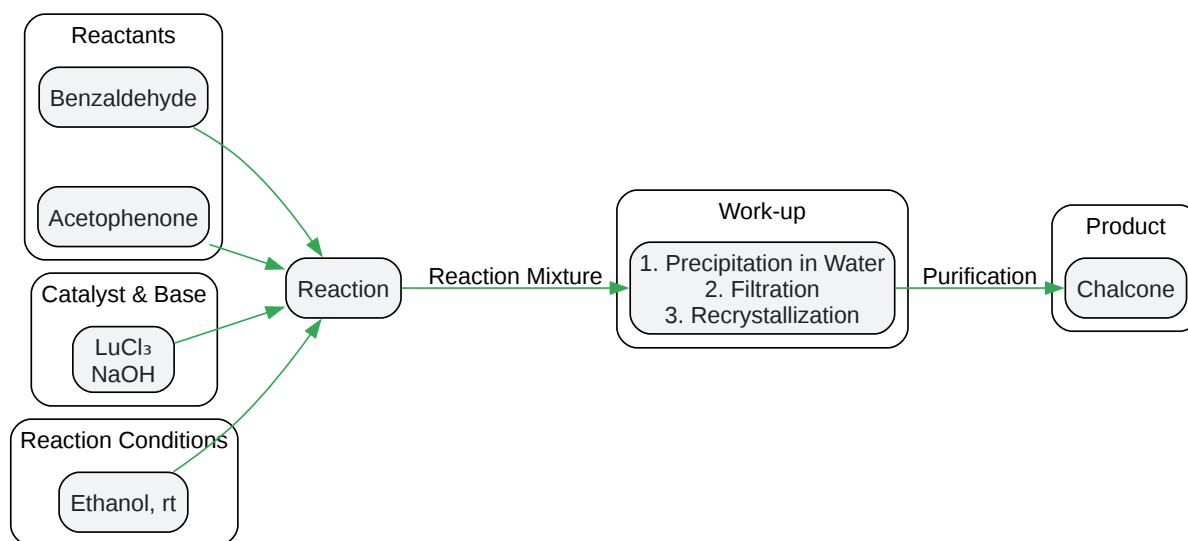 Reactants
Benzaldehyde
Acetophenone
Catalyst & Base
LuCl₃
NaOH
Reaction Conditions
Ethanol, rt
Reaction
Reaction Mixture
Work-up
1. Precipitation in Water
2. Filtration
3. Recrystallization
Purification
Product
Chalcone